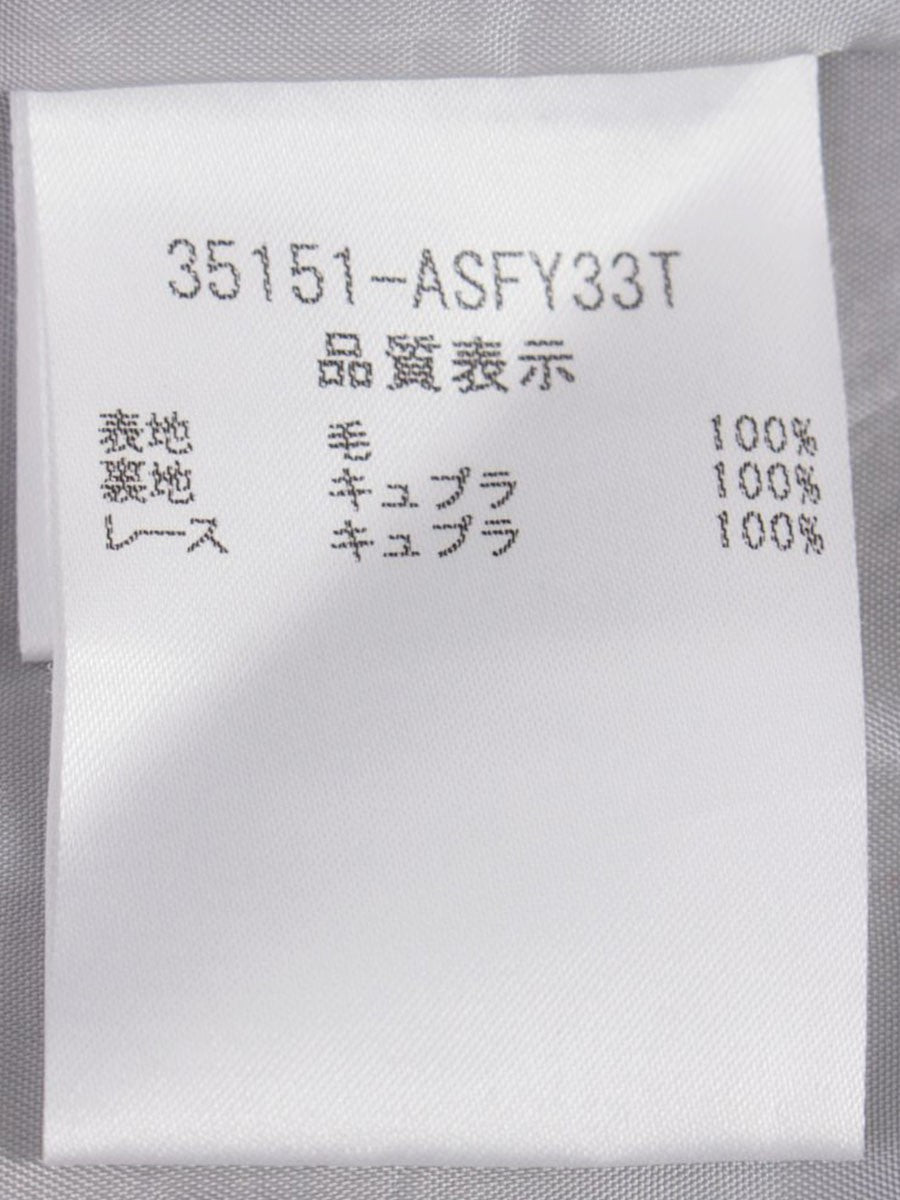 35151-ASFY33T
品質表示
表地 毛 100%
裏地 キュプラ 100%
レース キュプラ 100%